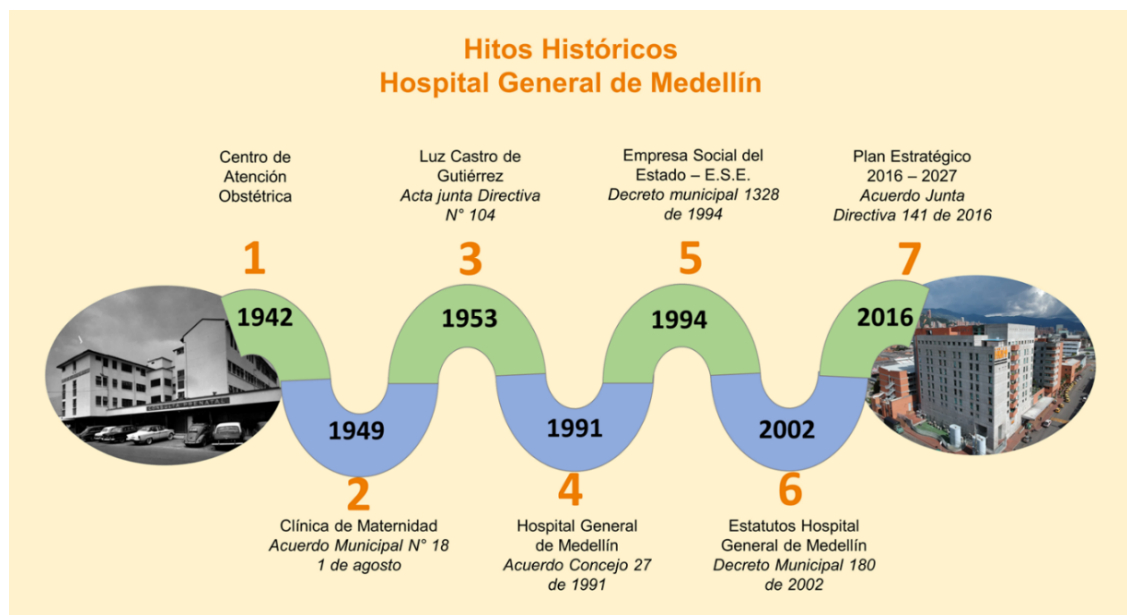 Hitos Históricos
Hospital General de Medellín
Centro de
Atención
Obstétrica
1
1942
Clínica de Maternidad
Acuerdo Municipal N° 18
1 de agosto
2
1949
Luz Castro de
Gutiérrez
Acta junta Directiva
N° 104
3
1953
Hospital General
de Medellín
Acuerdo Concejo 27
de 1991
4
1991
Empresa Social del
Estado – E.S.E.
Decreto municipal 1328
de 1994
5
1994
Estatutos Hospital
General de Medellín
Decreto Municipal 180
de 2002
6
2002
Plan Estratégico
2016 – 2027
Acuerdo Junta
Directiva 141 de 2016
7
2016